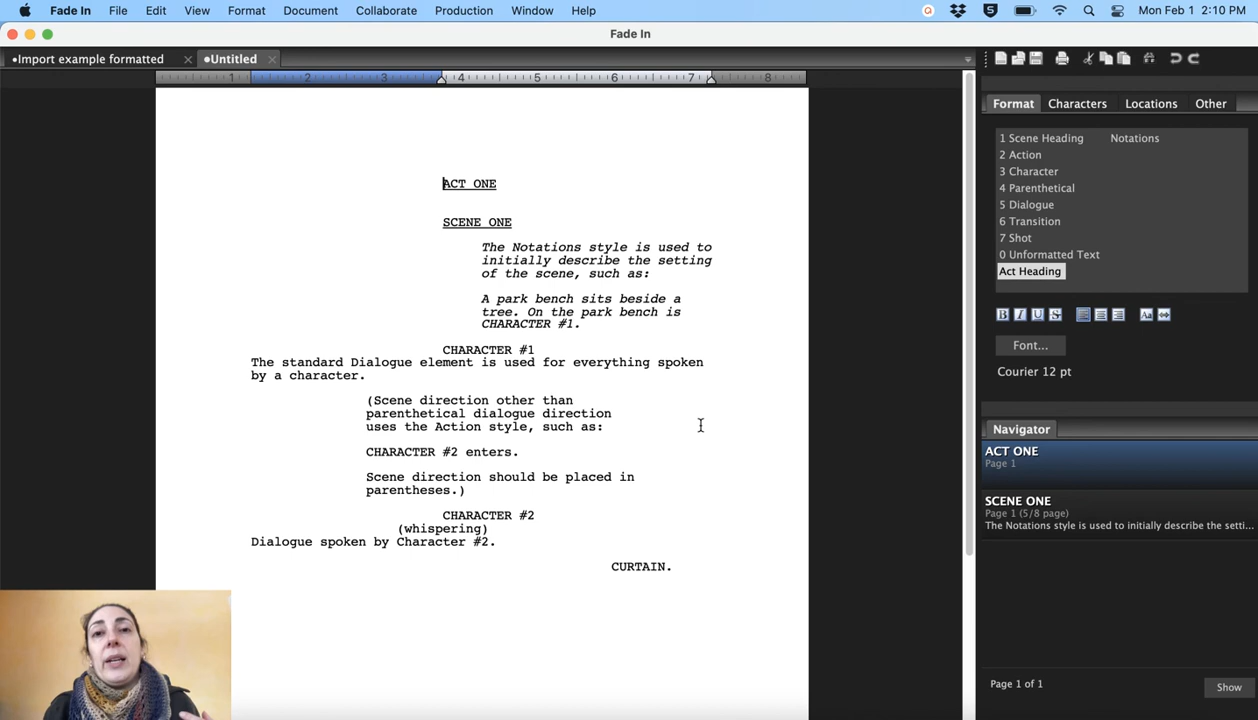 Fade In File Edit View Format Document Collaborate Production Window Help Mon Feb 1 2:10 PM
Fade In
•Import example formatted × •Untitled ×
1 2 3 4 5 6 7 8
Format Characters Locations Other
1 Scene Heading Notations
2 Action
3 Character
4 Parenthetical
5 Dialogue
6 Transition
7 Shot
0 Unformatted Text
Act Heading
B I U S Aa
Font...
Courier 12 pt
Navigator
ACT ONE
Page 1
SCENE ONE
Page 1 (5/8 page)
The Notations style is used to initially describe the setti...
Page 1 of 1
Show
ACT ONE
SCENE ONE
The Notations style is used to
initially describe the setting
of the scene, such as:
A park bench sits beside a
tree. On the park bench is
CHARACTER #1.
CHARACTER #1
The standard Dialogue element is used for everything spoken
by a character.
(Scene direction other than
parenthetical dialogue direction
uses the Action style, such as:
CHARACTER #2 enters.
Scene direction should be placed in
parentheses.)
CHARACTER #2
(whispering)
Dialogue spoken by Character #2.
CURTAIN.